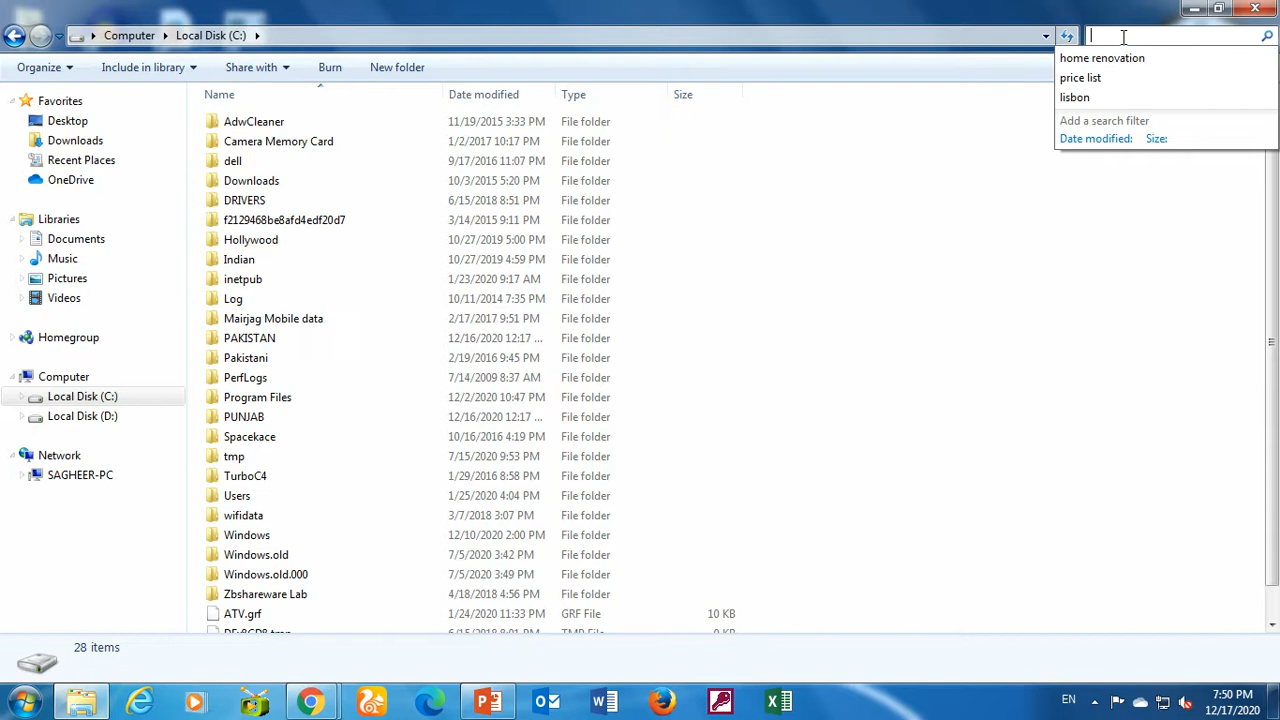 Computer Local Disk (C:)
Organize Include in library Share with Burn New folder
home renovation
price list
lisbon
Add a search filter
Date modified: Size:
Name Date modified Type Size
Favorites
Desktop
Downloads
Recent Places
OneDrive
Libraries
Documents
Music
Pictures
Videos
Homegroup
Computer
Local Disk (C:)
Local Disk (D:)
Network
SAGHEER-PC
AdwCleaner 11/19/2015 3:33 PM File folder
Camera Memory Card 1/2/2017 10:17 PM File folder
dell 9/17/2016 11:07 PM File folder
Downloads 10/3/2015 5:20 PM File folder
DRIVERS 6/15/2018 8:51 PM File folder
f2129468be8afd4edf20d7 3/14/2015 9:11 PM File folder
Hollywood 10/27/2019 5:00 PM File folder
Indian 10/27/2019 4:59 PM File folder
inetpub 1/23/2020 9:17 AM File folder
Log 10/11/2014 7:35 PM File folder
Mairjag Mobile data 2/17/2017 9:51 PM File folder
PAKISTAN 12/16/2020 12:17 ... File folder
Pakistani 2/19/2016 9:45 PM File folder
PerfLogs 7/14/2009 8:37 AM File folder
Program Files 12/2/2020 10:47 PM File folder
PUNJAB 12/16/2020 12:17 ... File folder
Spacekace 10/16/2016 4:19 PM File folder
tmp 7/15/2020 9:53 PM File folder
TurboC4 1/29/2016 8:58 PM File folder
Users 1/25/2020 4:04 PM File folder
wifidata 3/7/2018 3:07 PM File folder
Windows 12/10/2020 2:00 PM File folder
Windows.old 7/5/2020 3:42 PM File folder
Windows.old.000 7/5/2020 3:49 PM File folder
Zbshareware Lab 4/18/2018 4:56 PM File folder
ATV.grf 1/24/2020 11:33 PM GRF File 10 KB
28 items
EN
7:50 PM
12/17/2020